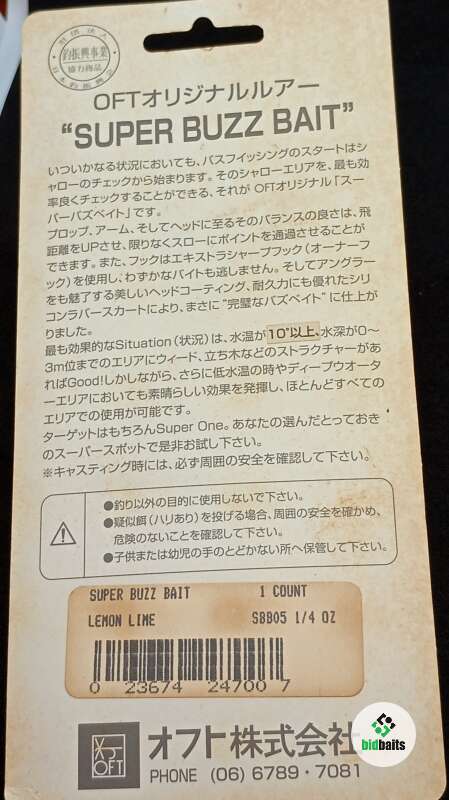 釣振興事業
協力商品
OFTオリジナルルアー
“SUPER BUZZ BAIT”
いついかなる状況においても、バスフイッシングのスタートはシ
ャローのチェックから始まります。そのシャローエリアを、最も効
率良くチェックすることができる、それが OFTオリジナル「スー
パーバズベイト」です。
プロップ、アーム、そしてヘッドに至るそのバランスの良さは、飛
距離をUPさせ、限りなくスローにポイントを通過させることが
できます。また、フックはエキストラシャープフック(オーナーフ
ック)を使用し、わずかなバイトも逃しません。そしてアングラー
をも魅了する美しいヘッドコーティング、耐久力にも優れたシリ
コンラバースカートにより、まさに“完璧なバズベイト”に仕上が
りました。
最も効果的なSituation(状況)は、水温が10°以上、水深が0〜
3m位までのエリアにウィード、立ち木などのストラクチャーがあ
ればGood!しかしながら、さらに低水温の時やディープウオータ
ーエリアにおいても素晴らしい効果を発揮し、ほとんどすべての
エリアでの使用が可能です。
ターゲットはもちろんSuper One。あなたの選んだとっておき
のスーパースポットで是非お試し下さい。
※キャスティング時には、必ず周囲の安全を確認して下さい。
●釣り以外の目的に使用しないで下さい。
●疑似餌(ハリあり)を投げる場合、周囲の安全を確かめ、
危険のないことを確認して下さい。
●子供または幼児の手のとどかない所へ保管して下さい。
SUPER BUZZ BAIT 1 COUNT
LEMON LIME SBB05 1/4 OZ
0 23674 24700 7
OFT オフト株式会社
PHONE (06) 6789・7081
bidbaits